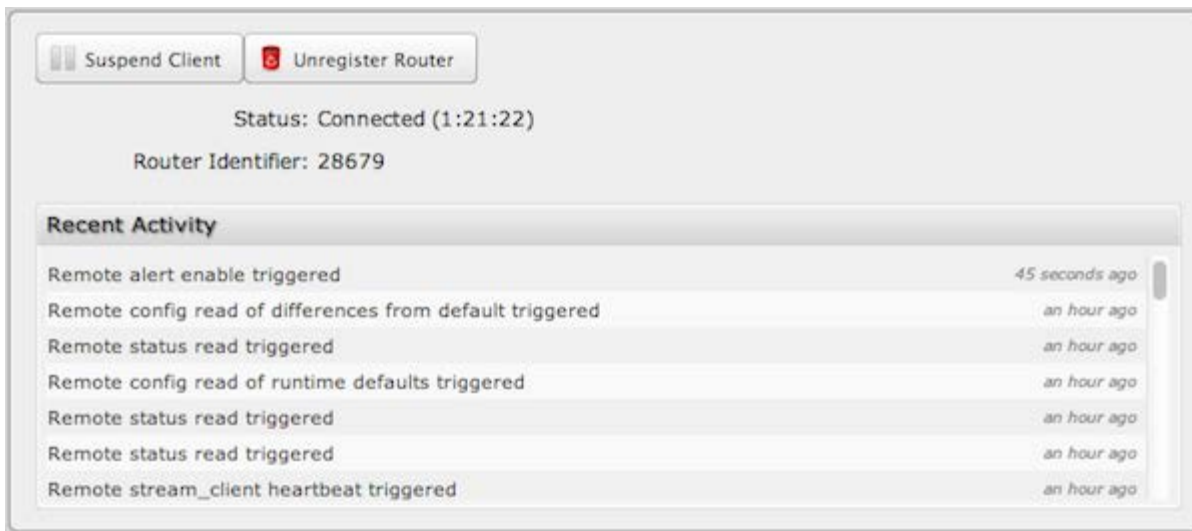 Suspend Client Unregister Router
Status: Connected (1:21:22)
Router Identifier: 28679
Recent Activity
Remote alert enable triggered 45 seconds ago
Remote config read of differences from default triggered an hour ago
Remote status read triggered an hour ago
Remote config read of runtime defaults triggered an hour ago
Remote status read triggered an hour ago
Remote status read triggered an hour ago
Remote stream_client heartbeat triggered an hour ago